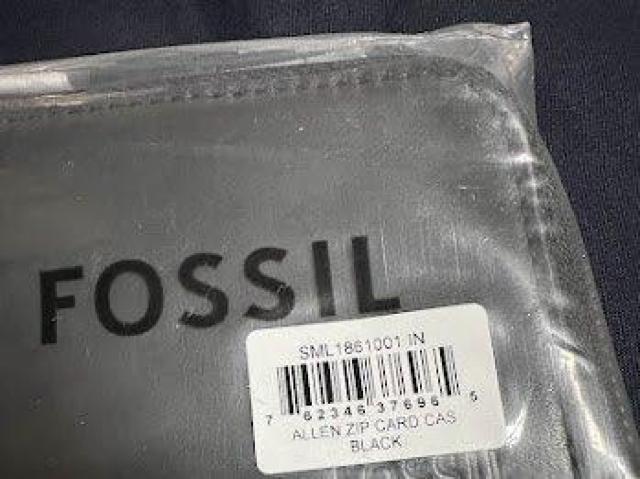 FOSSIL
SML1861001 IN
7 62346 37696 5
ALLEN ZIP CARD CAS
BLACK